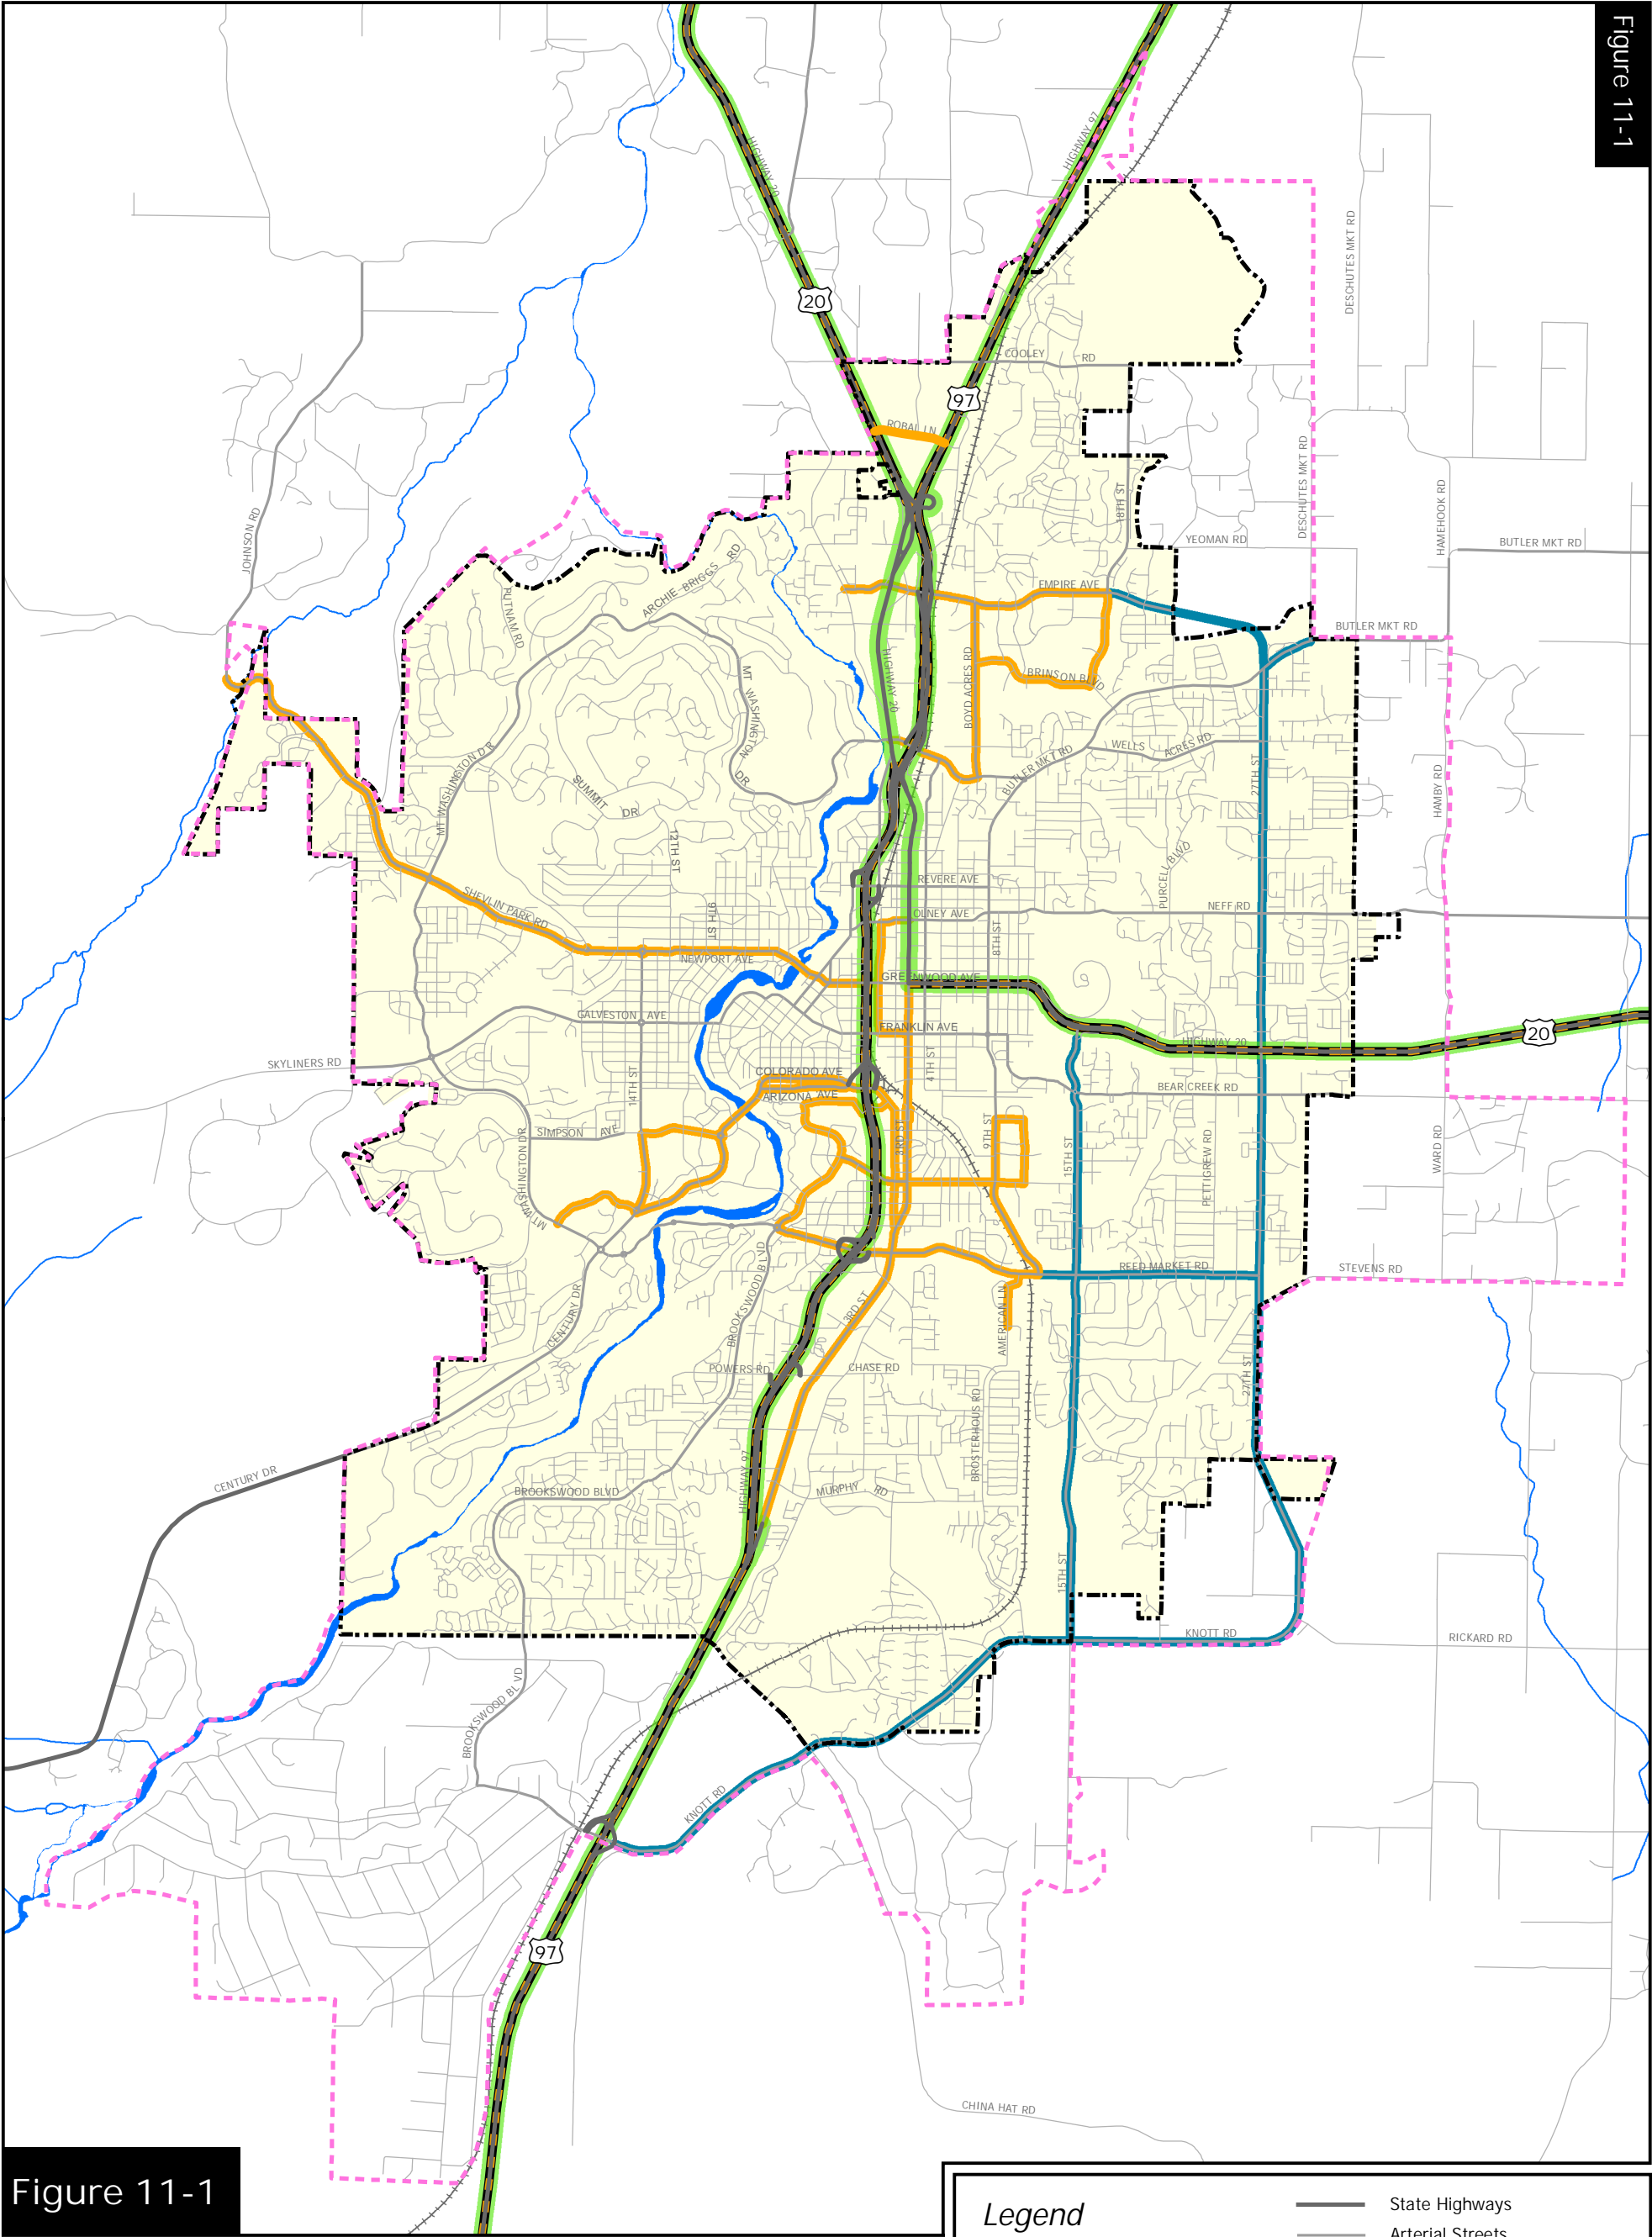 Figure 11-1
HIGHWAY 97
HIGHWAY 20
DESCHUTES MKT RD
20
COOLEY RD
97
ROBAL LN
DESCHUTES MKT RD
18TH ST
HAMEHOOK RD
JOHNSON RD
YEOMAN RD
BUTLER MKT RD
ARCHIE BRIGGS RD
EMPIRE AVE
PUTNAM RD
BUTLER MKT RD
HIGHWAY 20
BOYD ACRES RD
BRINSON BLVD
MT WASHINGTON DR
MT WASHINGTON DR
BUTLER MKT RD
WELLS ACRES RD
27TH ST
HAMBY RD
SUMMIT DR
12TH ST
PURCELL BLVD
REVERE AVE
SHEVLIN PARK RD
9TH ST
OLNEY AVE
NEFF RD
8TH ST
NEWPORT AVE
GREENWOOD AVE
GALVESTON AVE
FRANKLIN AVE
HIGHWAY 20
20
SKYLINERS RD
COLORADO AVE
4TH ST
BEAR CREEK RD
14TH ST
ARIZONA AVE
SIMPSON AVE
3RD ST
9TH ST
15TH ST
PETTIGREW RD
WARD RD
MT WASHINGTON DR
REED MARKET RD
STEVENS RD
BROOKSWOOD BLVD
CENTURY DR
3RD ST
AMERICAN LN
POWERS RD
CHASE RD
27TH ST
BROSTERHOUS RD
CENTURY DR
HIGHWAY 97
BROOKSWOOD BLVD
MURPHY RD
15TH ST
KNOTT RD
RICKARD RD
BROOKSWOOD BLVD
KNOTT RD
97
CHINA HAT RD
Figure 11-1
Legend
State Highways
Arterial Streets